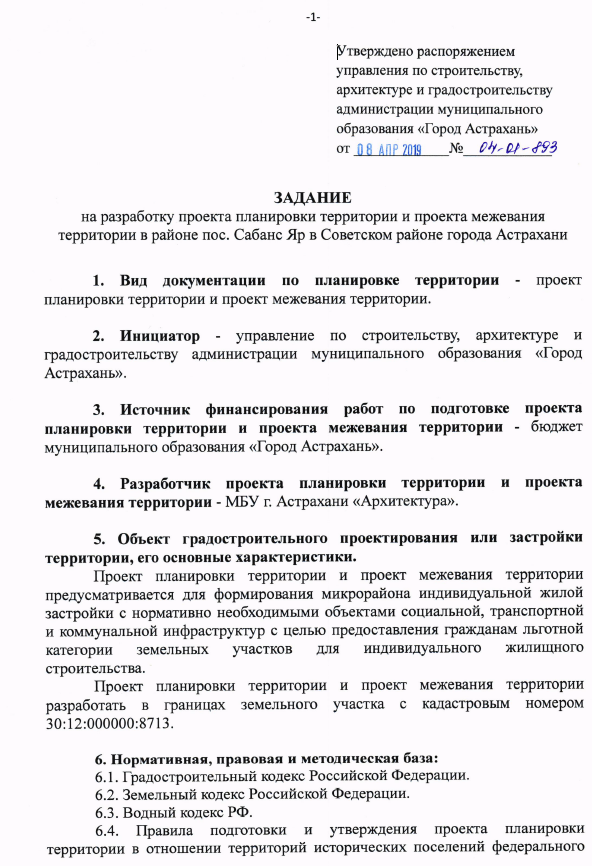 -1-
Утверждено распоряжением
управления по строительству,
архитектуре и градостроительству
администрации муниципального
образования «Город Астрахань»
от 08 АПР 2019 № 04-01-893
ЗАДАНИЕ
на разработку проекта планировки территории и проекта межевания
территории в районе пос. Сабанс Яр в Советском районе города Астрахани
1. Вид документации по планировке территории - проект
планировки территории и проект межевания территории.
2. Инициатор - управление по строительству, архитектуре и
градостроительству администрации муниципального образования «Город
Астрахань».
3. Источник финансирования работ по подготовке проекта
планировки территории и проекта межевания территории - бюджет
муниципального образования «Город Астрахань».
4. Разработчик проекта планировки территории и проекта
межевания территории - МБУ г. Астрахани «Архитектура».
5. Объект градостроительного проектирования или застройки
территории, его основные характеристики.
Проект планировки территории и проект межевания территории
предусматривается для формирования микрорайона индивидуальной жилой
застройки с нормативно необходимыми объектами социальной, транспортной
и коммунальной инфраструктур с целью предоставления гражданам льготной
категории земельных участков для индивидуального жилищного
строительства.
Проект планировки территории и проект межевания территории
разработать в границах земельного участка с кадастровым номером
30:12:000000:8713.
6. Нормативная, правовая и методическая база:
6.1. Градостроительный кодекс Российской Федерации.
6.2. Земельный кодекс Российской Федерации.
6.3. Водный кодекс РФ.
6.4. Правила подготовки и утверждения проекта планировки
территории в отношении территорий исторических поселений федерального